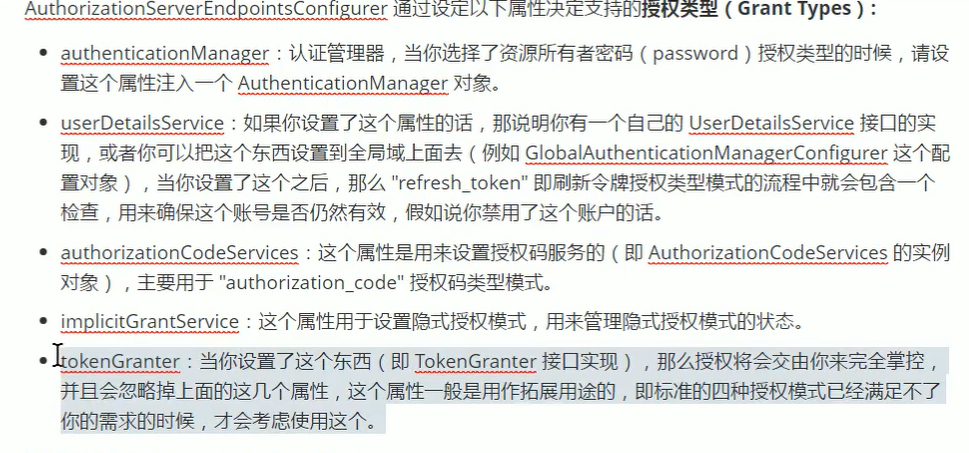 AuthorizationServerEndpointsConfigurer 通过设定以下属性决定支持的授权类型（Grant Types）：
• authenticationManager：认证管理器，当你选择了资源所有者密码（password）授权类型的时候，请设
置这个属性注入一个 AuthenticationManager 对象。
• userDetailsService：如果你设置了这个属性的话，那说明你有一个自己的 UserDetailsService 接口的实
现，或者你可以把这个东西设置到全局域上面去（例如 GlobalAuthenticationManagerConfigurer 这个配
置对象），当你设置了这个之后，那么 "refresh_token" 即刷新令牌授权类型模式的流程中就会包含一个
检查，用来确保这个账号是否仍然有效，假如说你禁用了这个账户的话。
• authorizationCodeServices：这个属性是用来设置授权码服务的（即 AuthorizationCodeServices 的实例
对象），主要用于 "authorization_code" 授权码类型模式。
• implicitGrantService：这个属性用于设置隐式授权模式，用来管理隐式授权模式的状态。
• tokenGranter：当你设置了这个东西（即 TokenGranter 接口实现），那么授权将会交由你来完全掌控，
并且会忽略掉上面的这几个属性，这个属性一般是用作拓展用途的，即标准的四种授权模式已经满足不了
你的需求的时候，才会考虑使用这个。